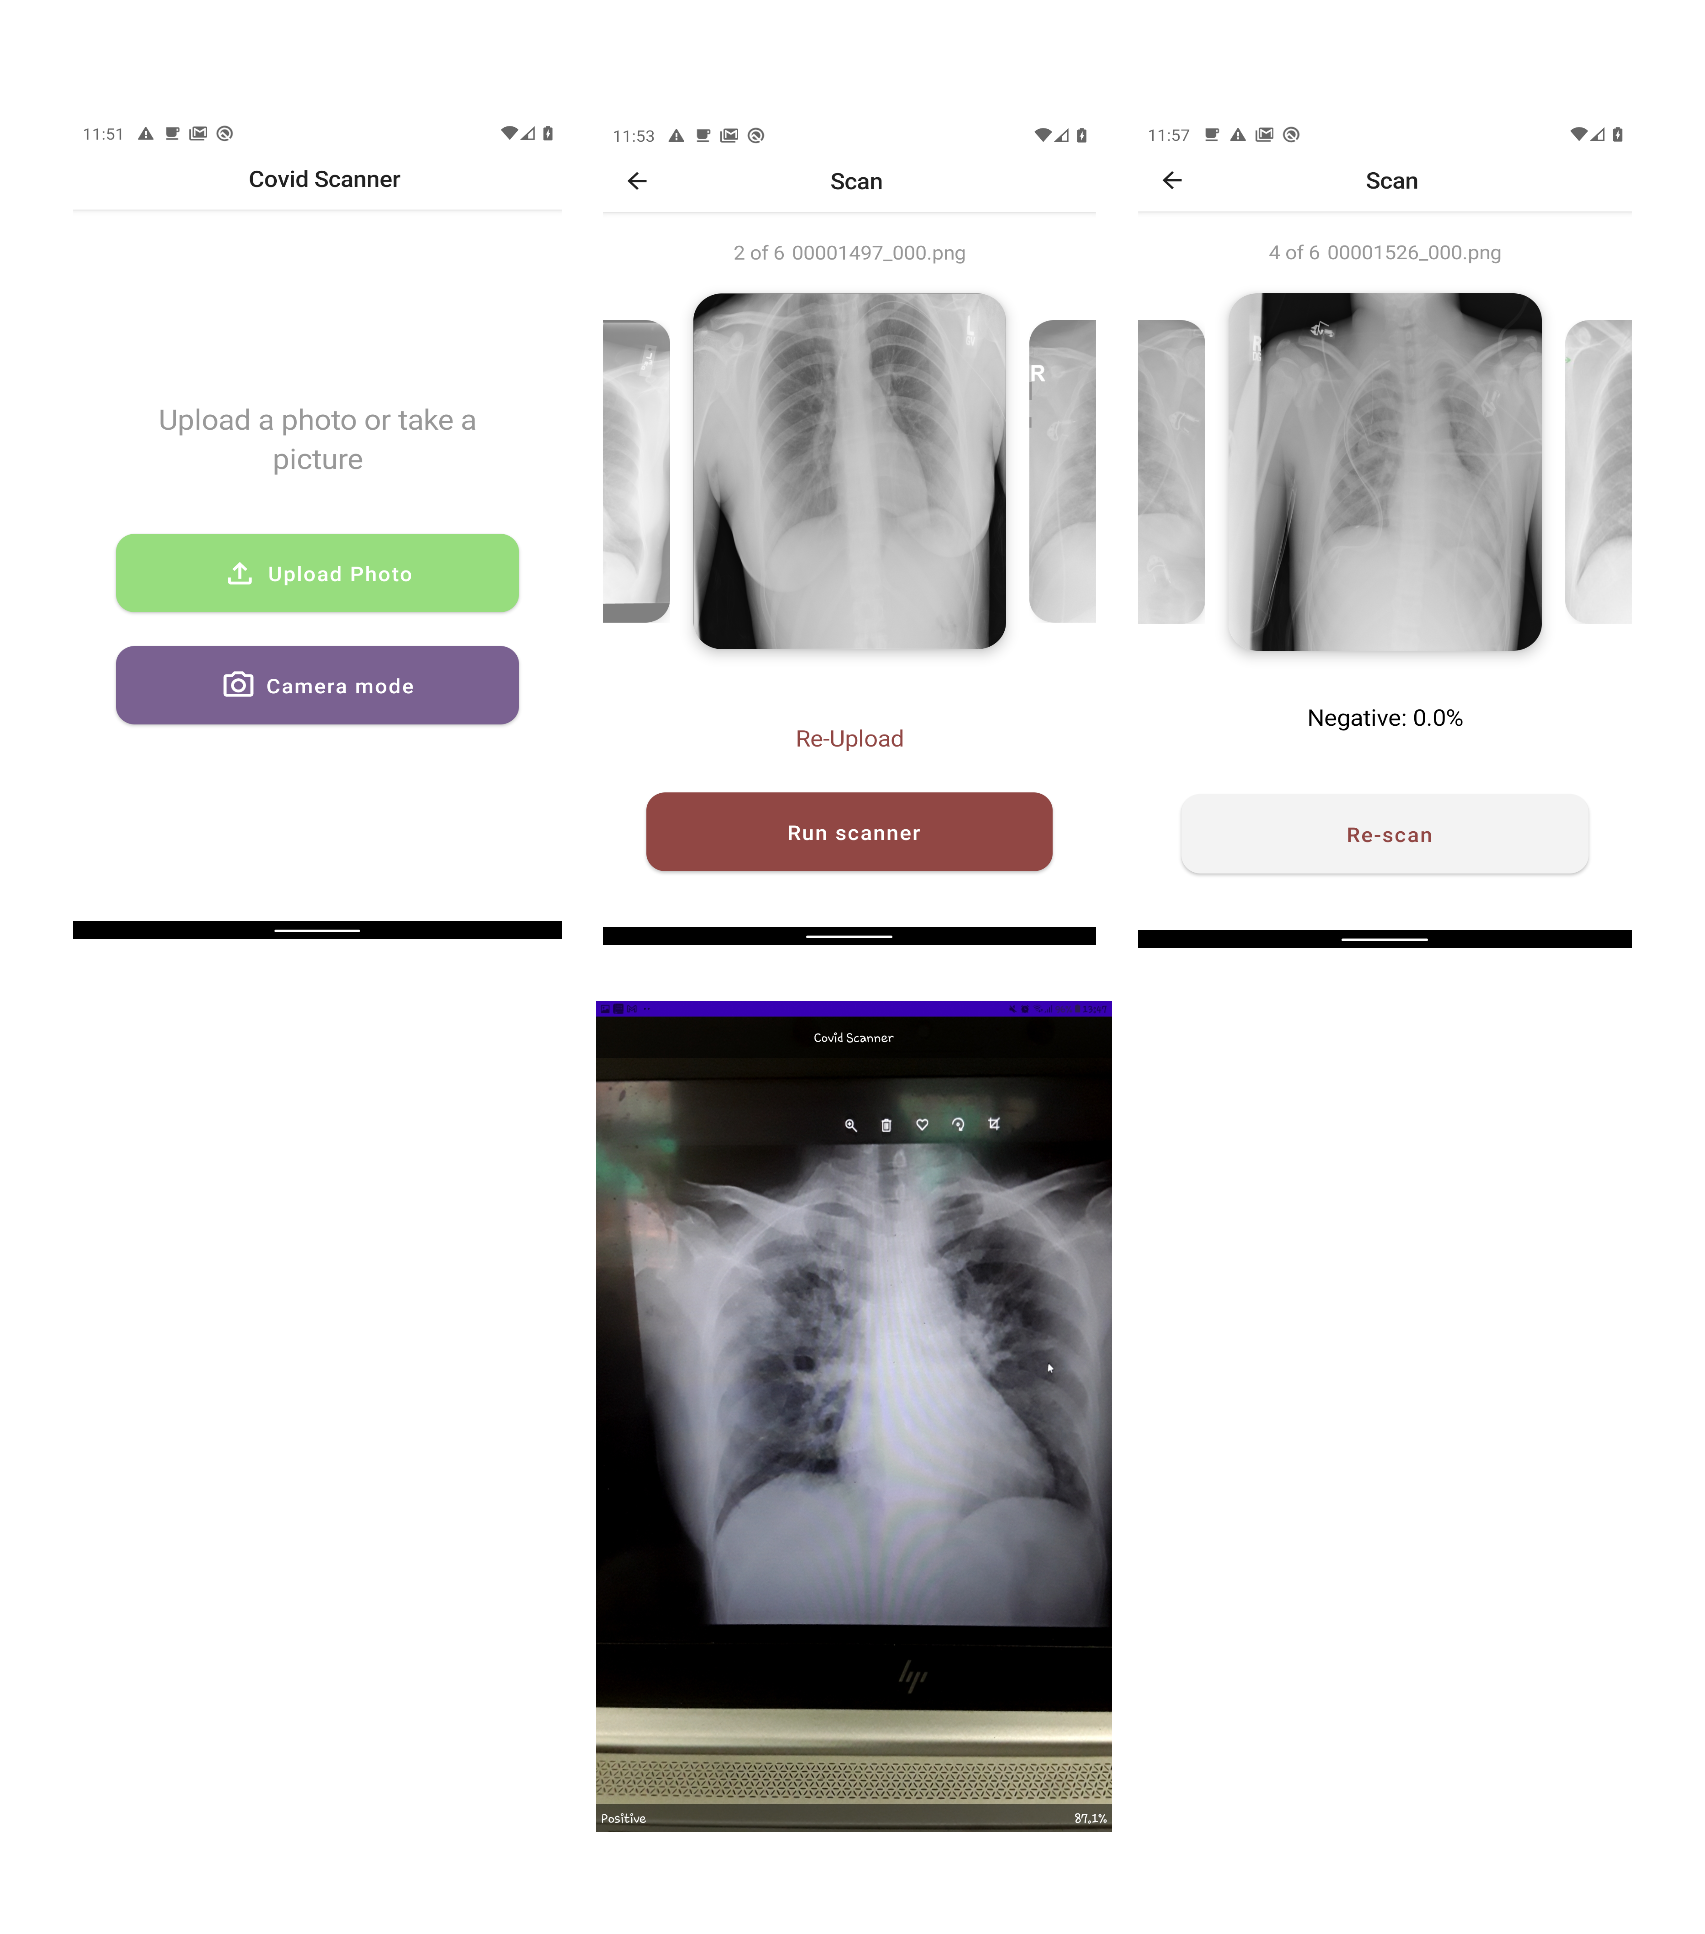 11:51
Covid Scanner
Upload a photo or take a
picture
Upload Photo
Camera mode
11:53
Scan
2 of 6 00001497_000.png
R
L
Re-Upload
Run scanner
11:57
Scan
4 of 6 00001526_000.png
R
Negative: 0.0%
Re-scan
Covid Scanner
hp
Positive
87.1%